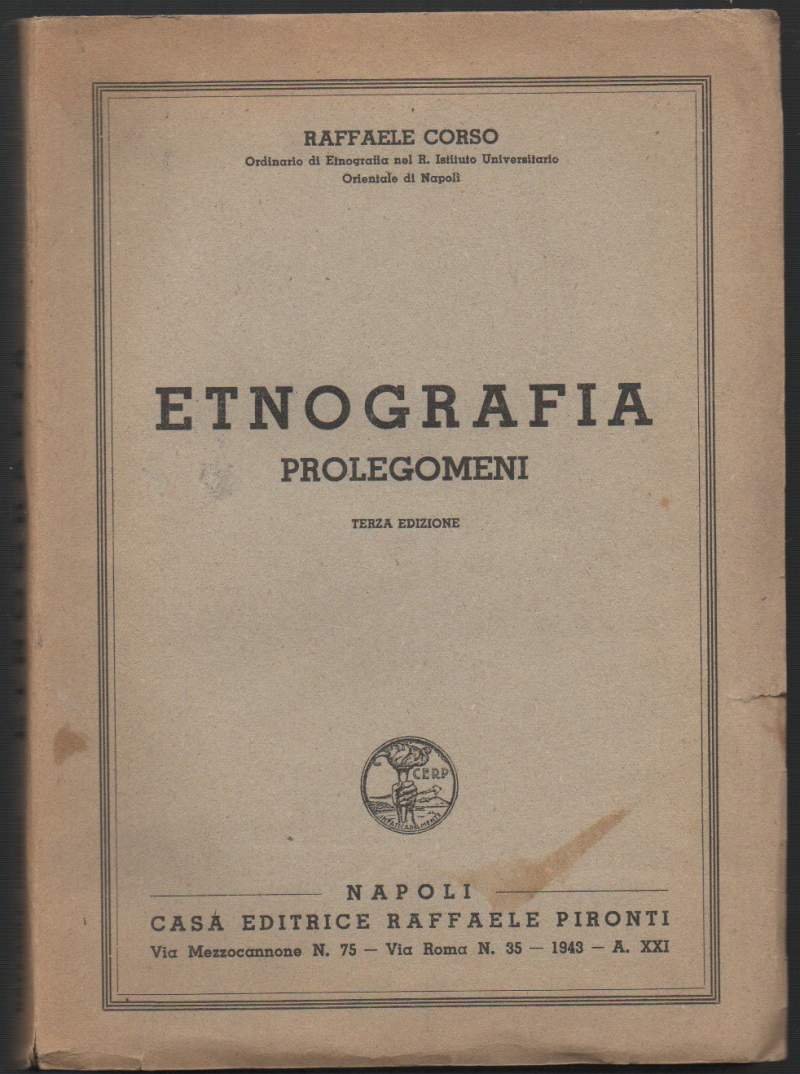 RAFFAELE CORSO
Ordinario di Etnografia nel R. Istituto Universitario
Orientale di Napoli
ETNOGRAFIA
PROLEGOMENI
TERZA EDIZIONE
CERP
NAPOLI
CASA EDITRICE RAFFAELE PIRONTI
Via Mezzocannone N. 75 — Via Roma N. 35 — 1943 — A. XXI